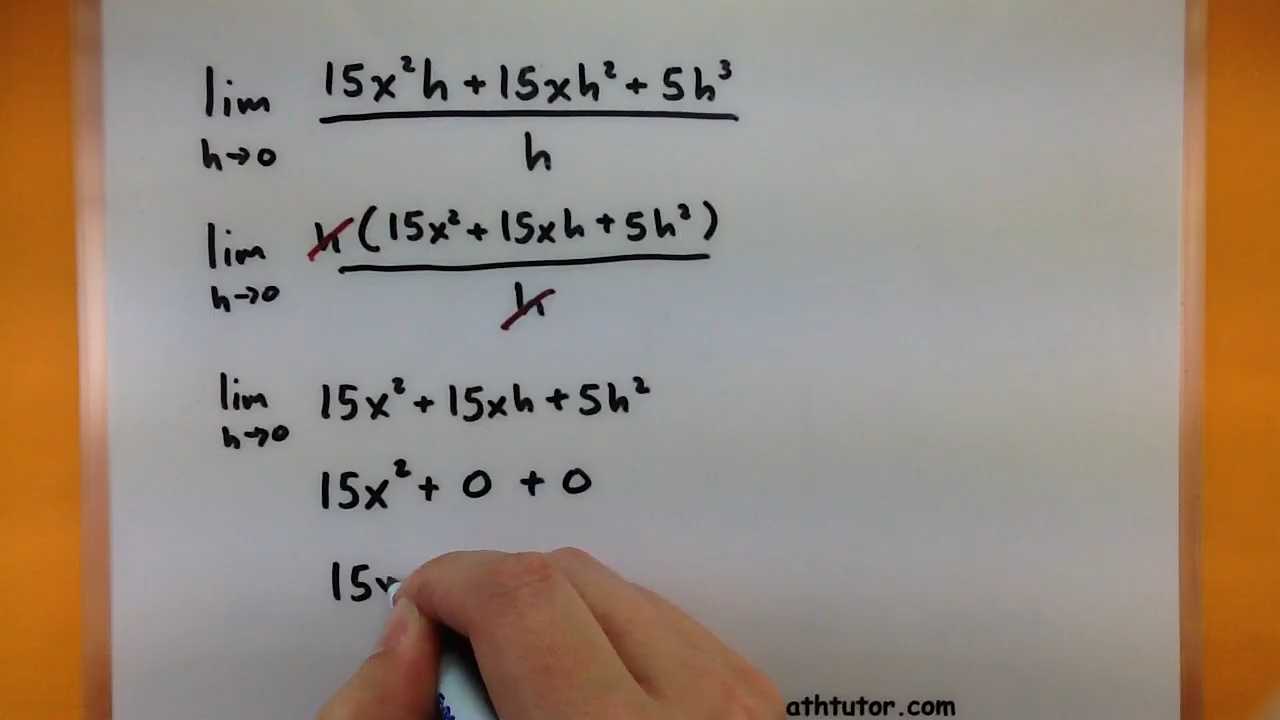 lim h→0 15x²h + 15xh² + 5h³ / h
lim h→0 h(15x² + 15xh + 5h²) / h
lim h→0 15x² + 15xh + 5h²
15x² + 0 + 0
15x
athtutor.com